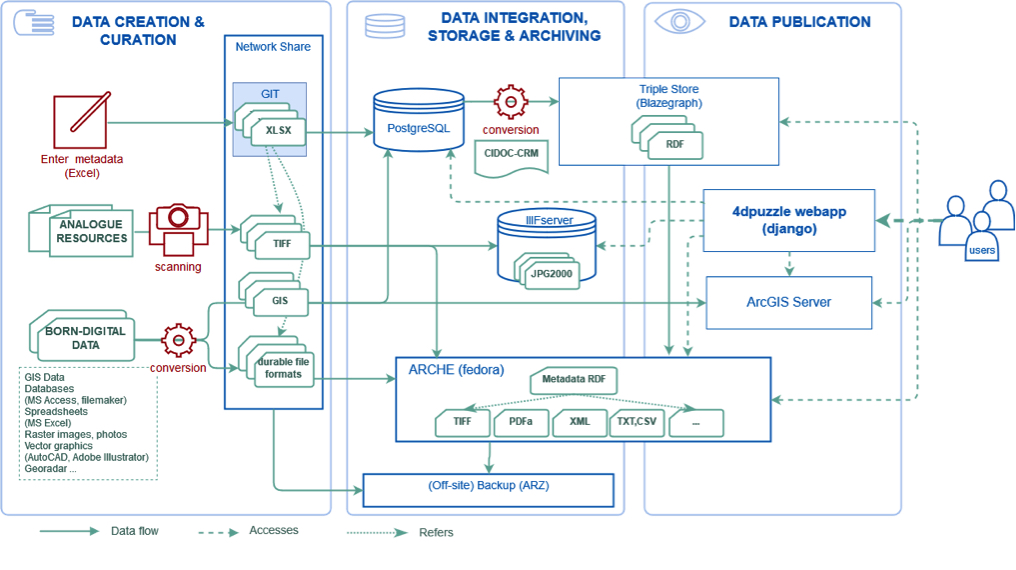 DATA CREATION &
CURATION
Network Share
GIT
XLSX
Enter metadata
(Excel)
ANALOGUE
RESOURCES
scanning
TIFF
GIS
BORN-DIGITAL
DATA
conversion
durable file
formats
GIS Data
Databases
(MS Access, filemaker)
Spreadsheets
(MS Excel)
Raster images, photos
Vector graphics
(AutoCAD, Adobe Illustrator)
Georadar ...
DATA INTEGRATION,
STORAGE & ARCHIVING
PostgreSQL
conversion
CIDOC-CRM
IIIFserver
JPG2000
ARCHE (fedora)
Metadata RDF
TIFF
PDFa
XML
TXT,CSV
...
(Off-site) Backup (ARZ)
DATA PUBLICATION
Triple Store
(Blazegraph)
RDF
4dpuzzle webapp
(django)
ArcGIS Server
users
Data flow
Accesses
Refers